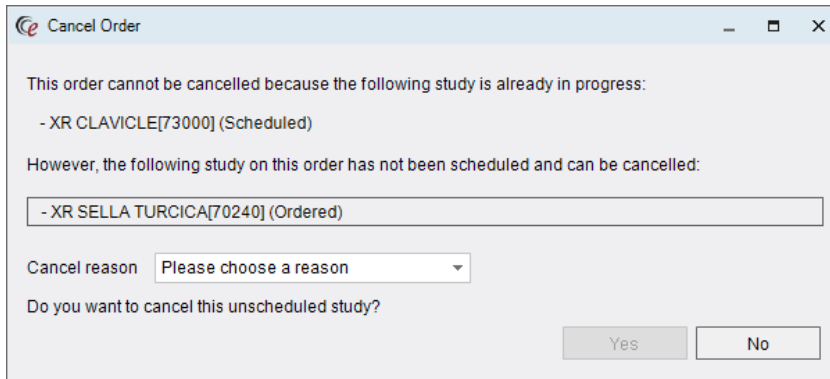 Cancel Order
This order cannot be cancelled because the following study is already in progress:
- XR CLAVICLE[73000] (Scheduled)
However, the following study on this order has not been scheduled and can be cancelled:
- XR SELLA TURCICA[70240] (Ordered)
Cancel reason Please choose a reason
Do you want to cancel this unscheduled study?
Yes No